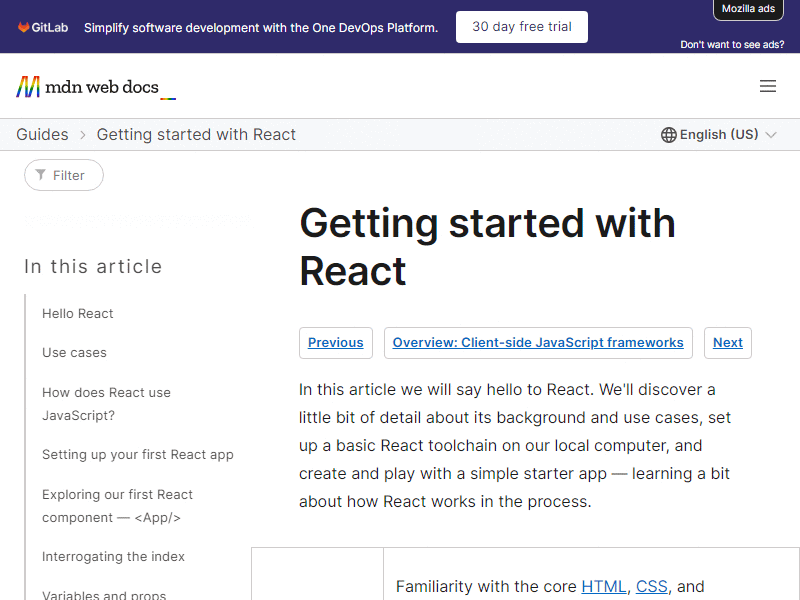 GitLab Simplify software development with the One DevOps Platform. 30 day free trial Mozilla ads
Don't want to see ads?
mdn web docs_
Guides > Getting started with React English (US)
Filter
Getting started with
React
In this article
Hello React
Use cases
How does React use
JavaScript?
Setting up your first React app
Exploring our first React
component — <App/>
Interrogating the index
Variables and props
Previous Overview: Client-side JavaScript frameworks Next
In this article we will say hello to React. We'll discover a
little bit of detail about its background and use cases, set
up a basic React toolchain on our local computer, and
create and play with a simple starter app — learning a bit
about how React works in the process.
Familiarity with the core HTML, CSS, and